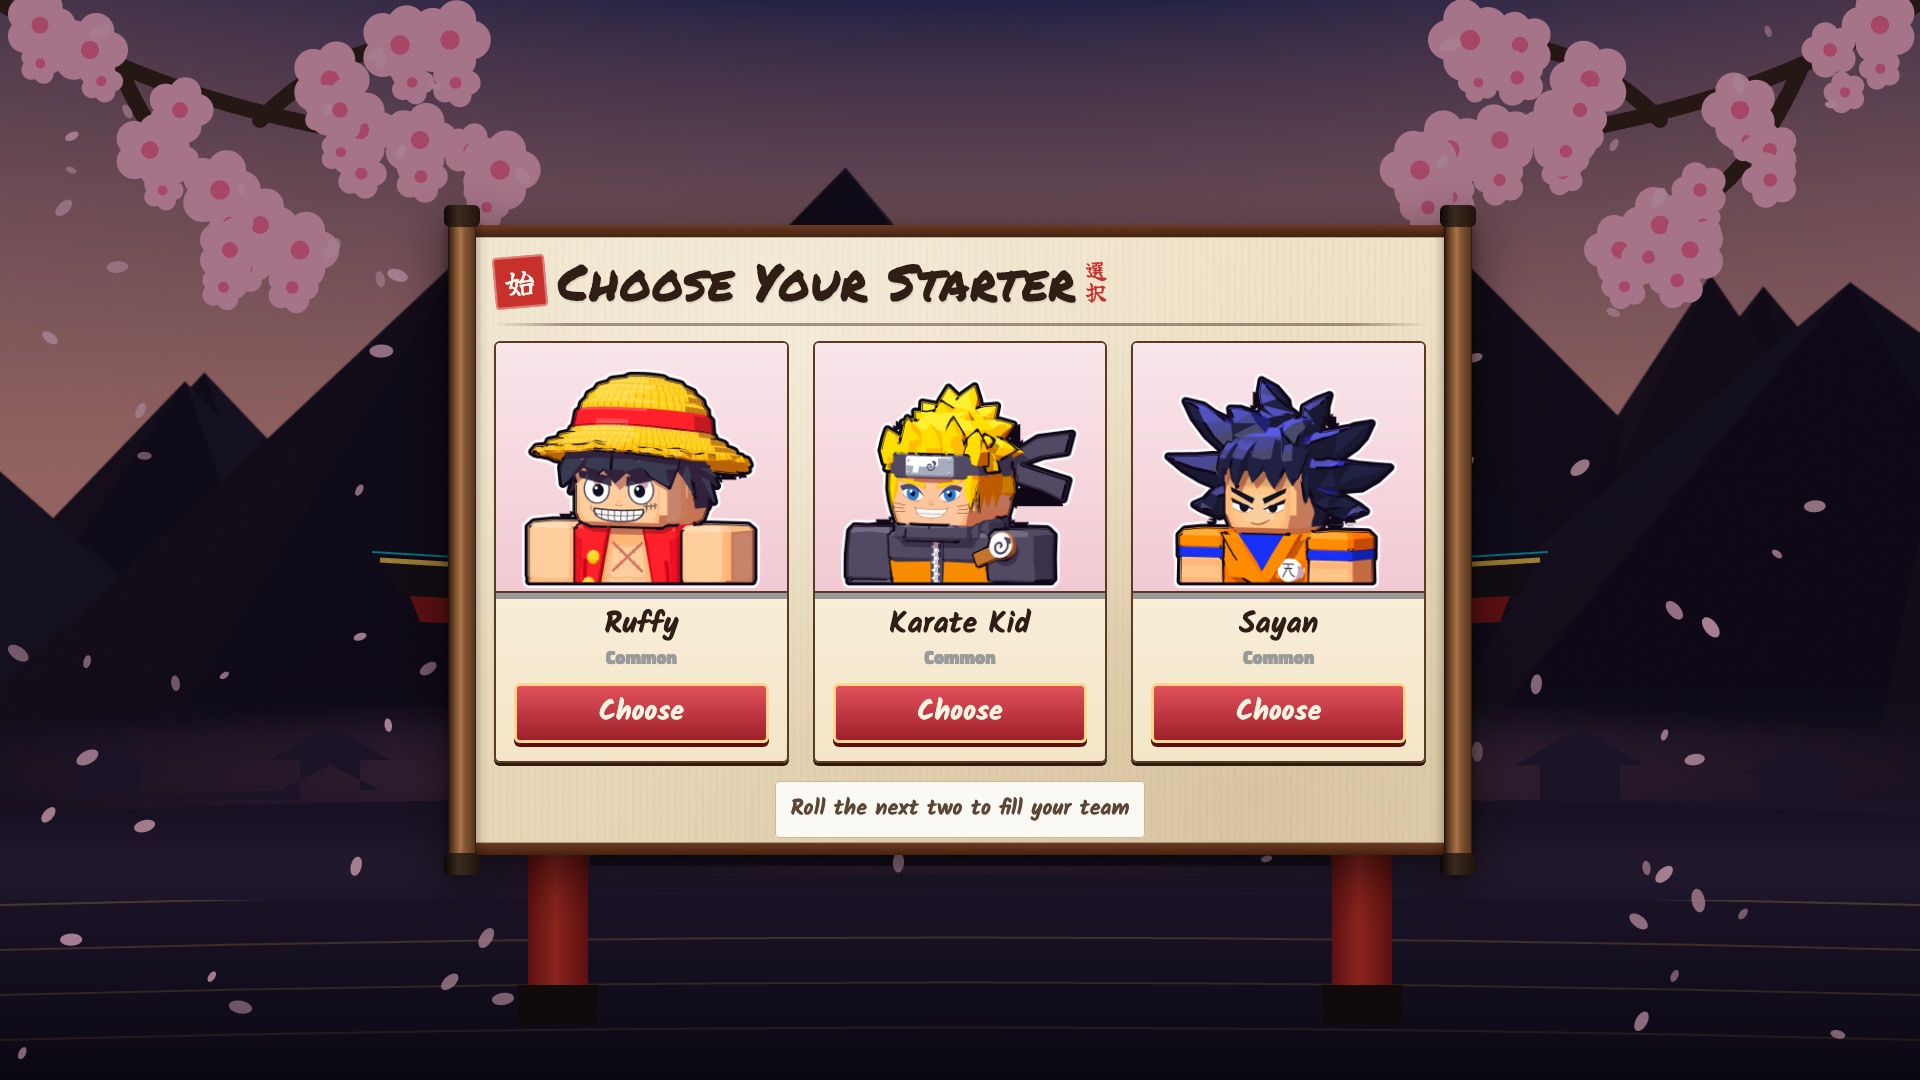 始 Choose Your Starter 選択
天
Ruffy
Common
Choose
Karate Kid
Common
Choose
Sayan
Common
Choose
Roll the next two to fill your team